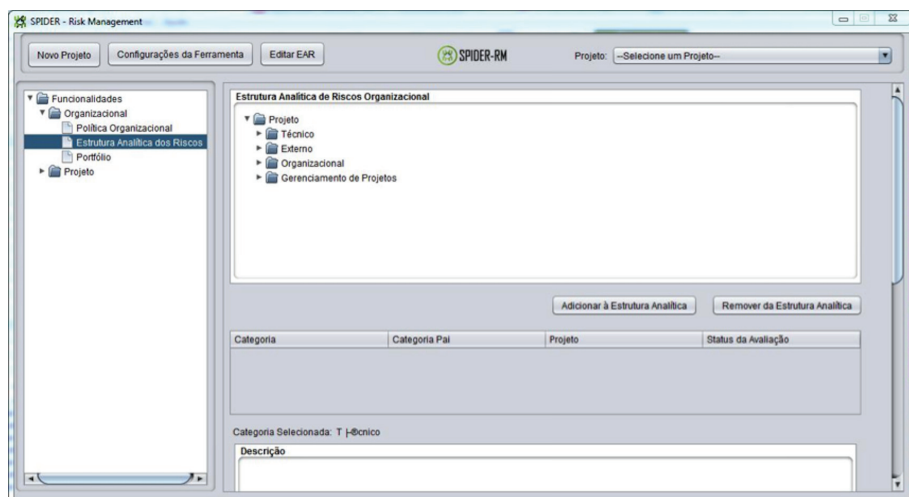 SPIDER - Risk Management
Novo Projeto Configurações da Ferramenta Editar EAR SPIDER-RM Projeto: --Selecione um Projeto--
Funcionalidades
Organizacional
Política Organizacional
Estrutura Analítica dos Riscos
Portfólio
Projeto
Estrutura Analítica de Riscos Organizacional
Projeto
Técnico
Externo
Organizacional
Gerenciamento de Projetos
Adicionar à Estrutura Analítica Remover da Estrutura Analítica
Categoria Categoria Pai Projeto Status da Avaliação
Categoria Selecionada: T ├®cnico
Descrição